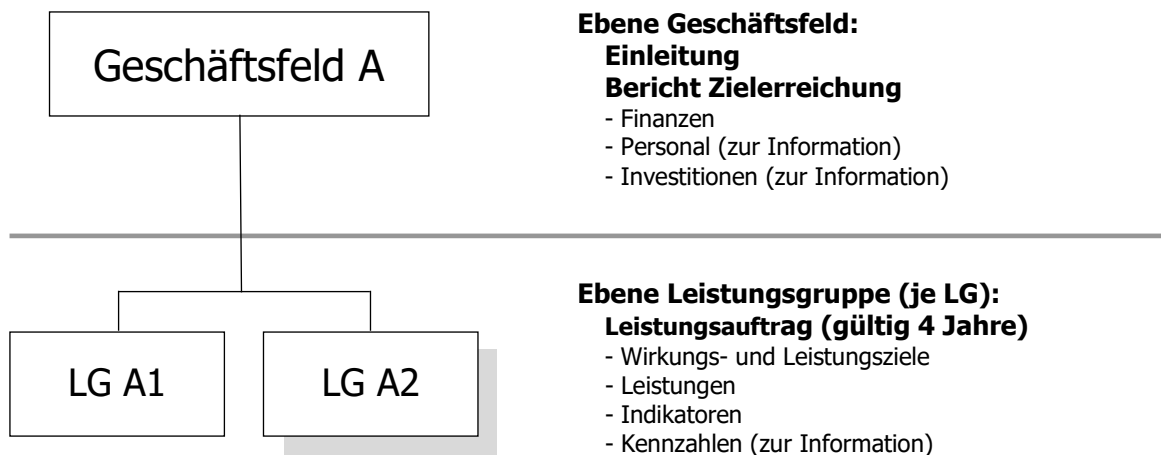 Geschäftsfeld A
Ebene Geschäftsfeld:
Einleitung
Bericht Zielerreichung
- Finanzen
- Personal (zur Information)
- Investitionen (zur Information)
LG A1
LG A2
Ebene Leistungsgruppe (je LG):
Leistungsauftrag (gültig 4 Jahre)
- Wirkungs- und Leistungsziele
- Leistungen
- Indikatoren
- Kennzahlen (zur Information)